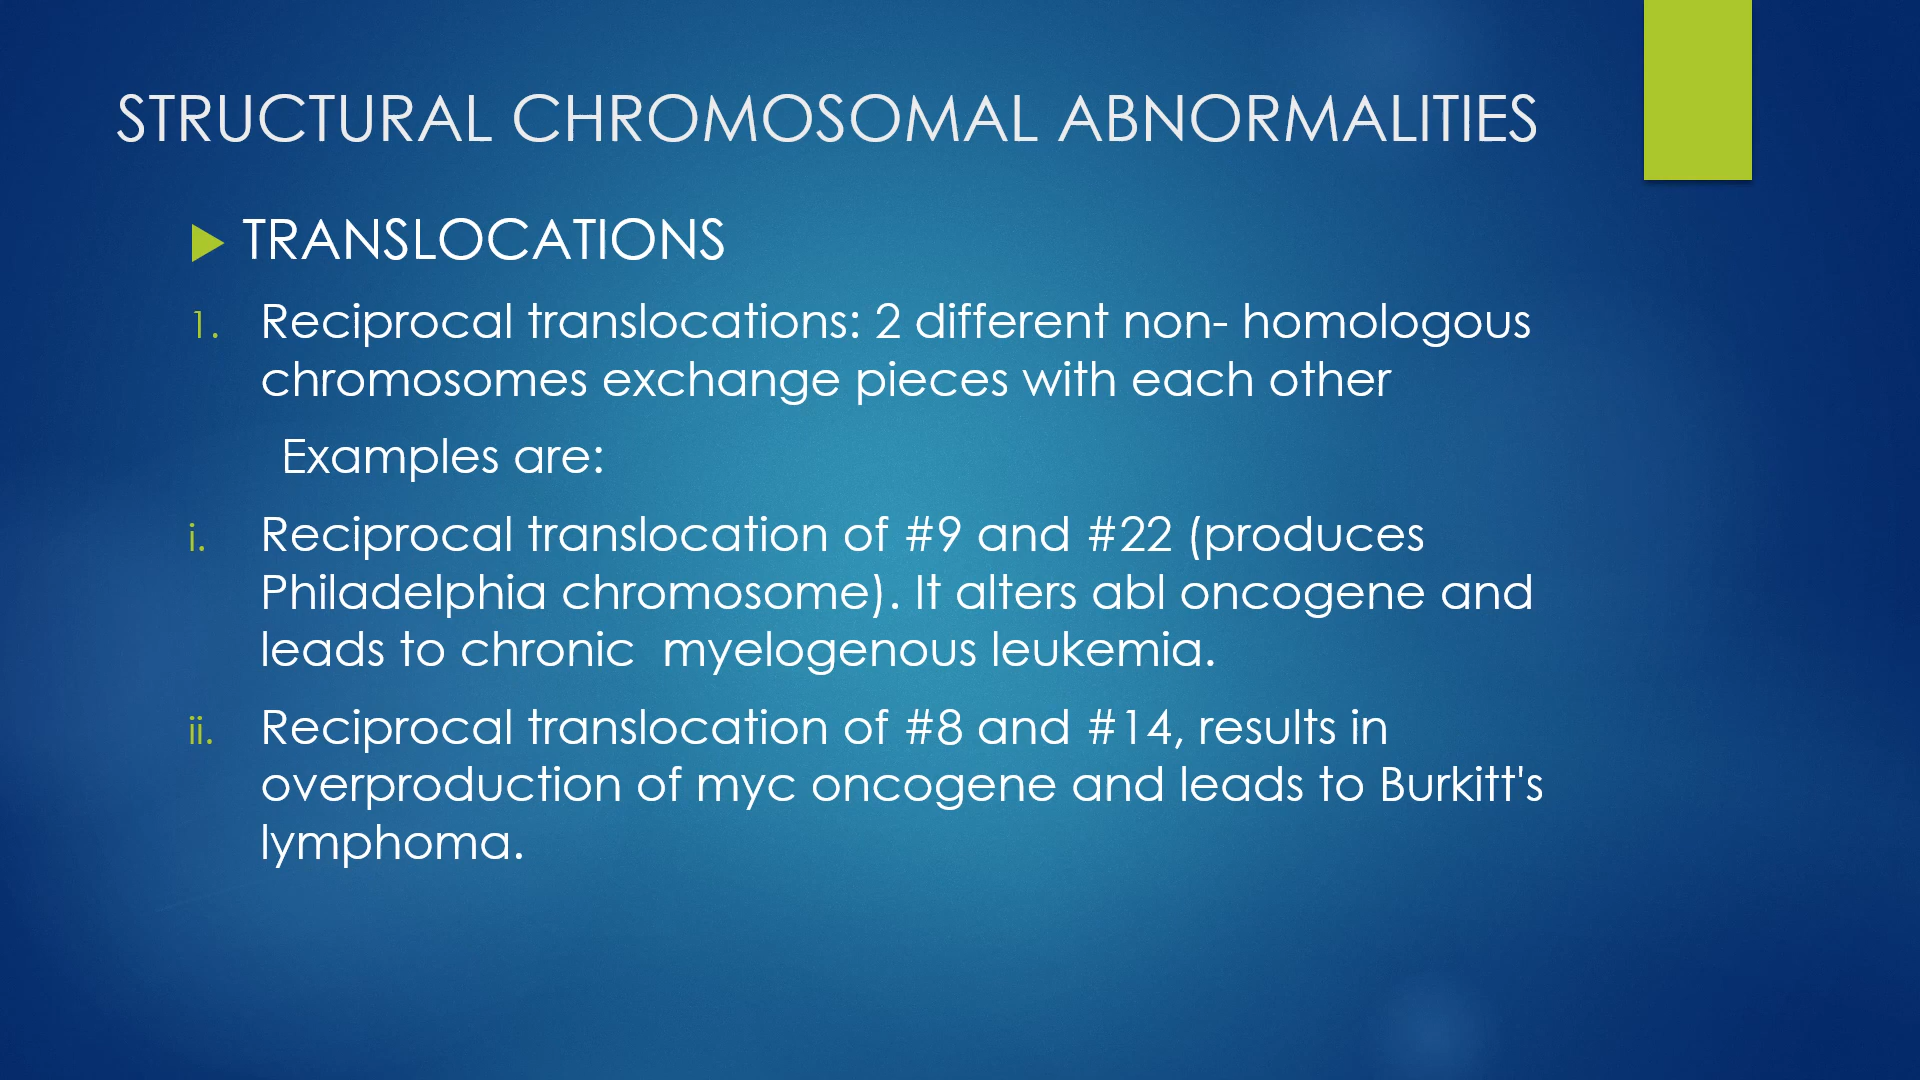 STRUCTURAL CHROMOSOMAL ABNORMALITIES
TRANSLOCATIONS
1. Reciprocal translocations: 2 different non- homologous
chromosomes exchange pieces with each other
Examples are:
i. Reciprocal translocation of #9 and #22 (produces
Philadelphia chromosome). It alters abl oncogene and
leads to chronic  myelogenous leukemia.
ii. Reciprocal translocation of #8 and #14, results in
overproduction of myc oncogene and leads to Burkitt's
lymphoma.